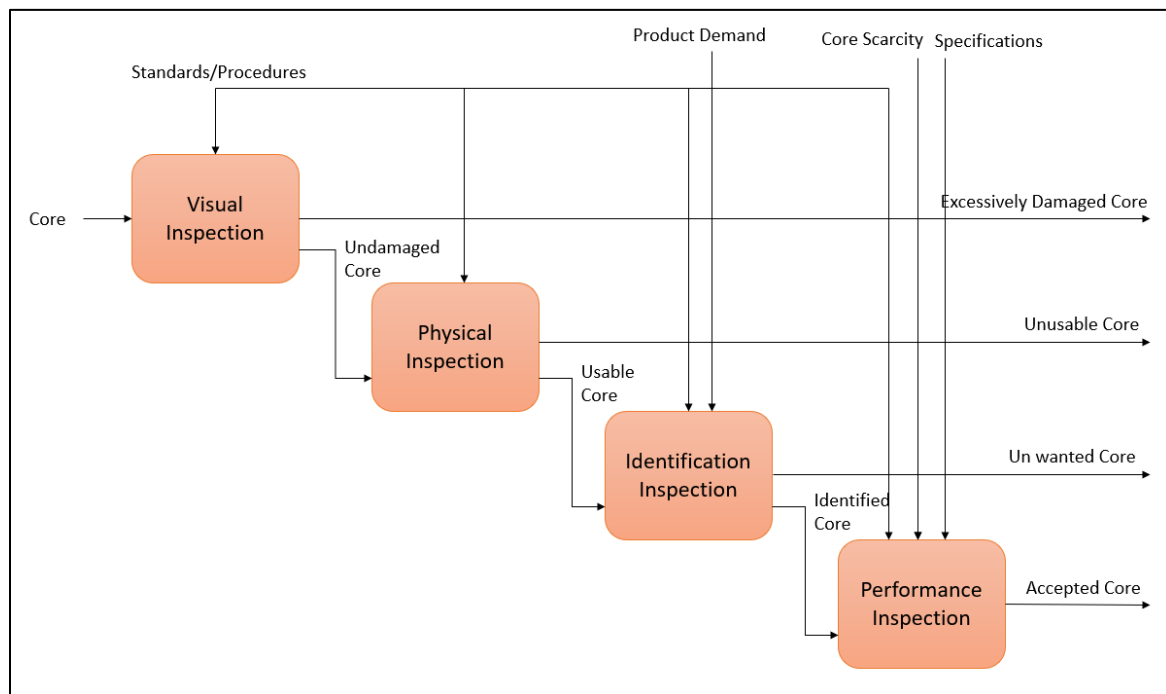 Product Demand
Core Scarcity
Specifications
Standards/Procedures
Visual
Inspection
Core
Excessively Damaged Core
Undamaged
Core
Physical
Inspection
Unusable Core
Usable
Core
Identification
Inspection
Un wanted Core
Identified
Core
Performance
Inspection
Accepted Core